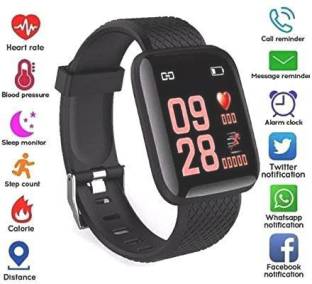 Heart rate
Blood pressure
Sleep monitor
Step count
Calorie
Distance
09
28
Call reminder
Message reminder
Alarm clock
Twitter
notification
Whatsapp
notification
Facebook
notification